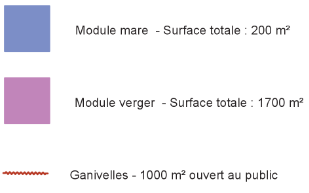 Module mare - Surface totale : 200 m²
Module verger - Surface totale : 1700 m²
Ganivelles - 1000 m² ouvert au public